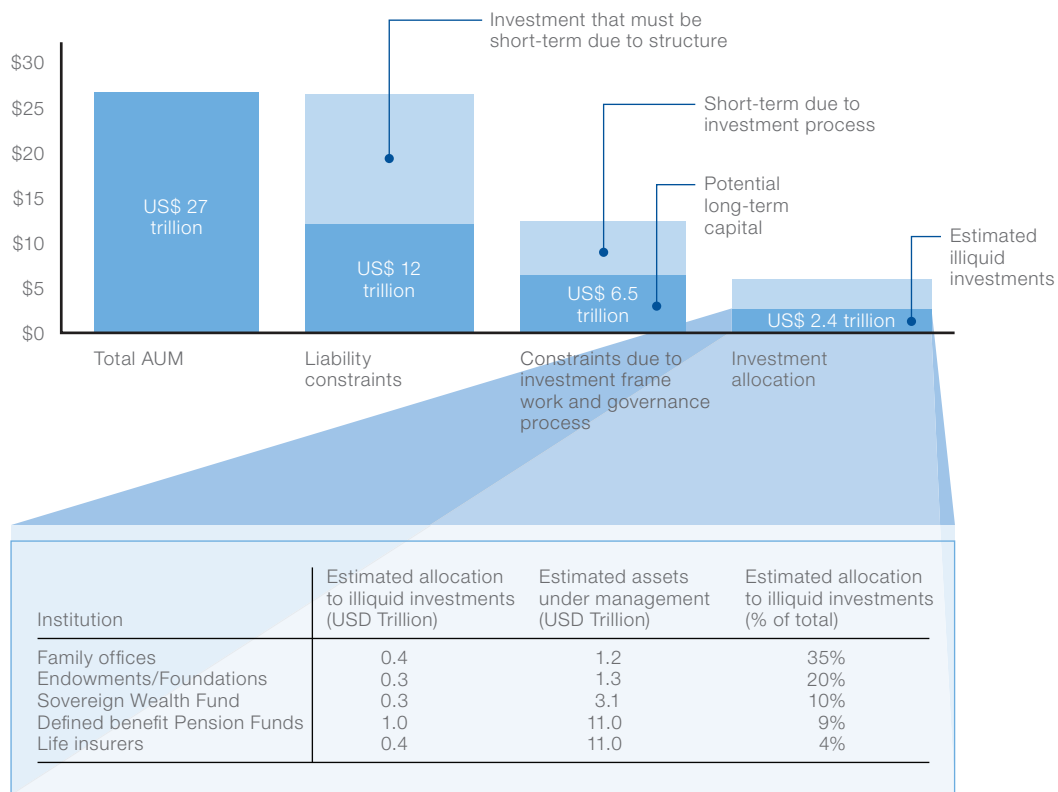 Investment that must be
short-term due to structure
$30
$25
$20
$15
$10
$5
$0
Short-term due to
investment process
Potential
long-term
capital
Estimated
illiquid
investments
US$ 27
trillion
US$ 12
trillion
US$ 6.5
trillion
US$ 2.4 trillion
Total AUM
Liability
constraints
Constraints due to
investment frame
work and governance
process
Investment
allocation
Institution
Estimated allocation
to illiquid investments
(USD Trillion)
Estimated assets
under management
(USD Trillion)
Estimated allocation
to illiquid investments
(% of total)
Family offices 0.4 1.2 35%
Endowments/Foundations 0.3 1.3 20%
Sovereign Wealth Fund 0.3 3.1 10%
Defined benefit Pension Funds 1.0 11.0 9%
Life insurers 0.4 11.0 4%